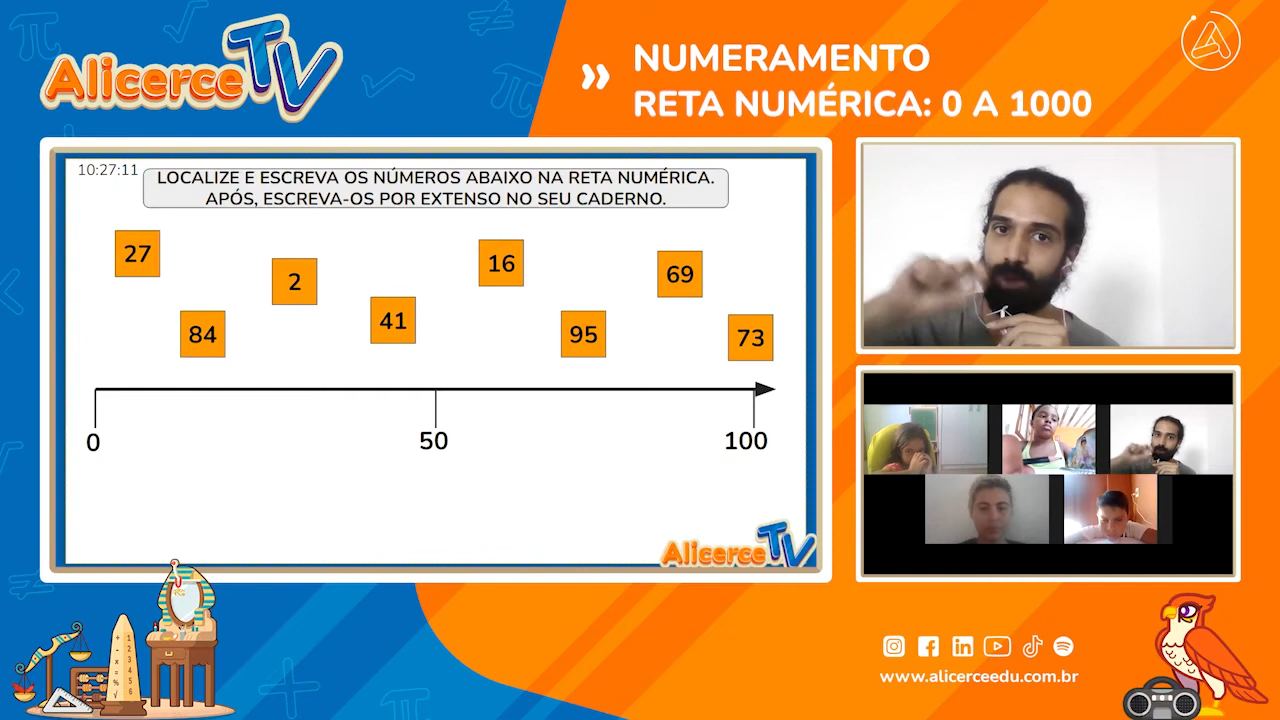 AlicerceTV
NUMERAMENTO
RETA NUMÉRICA: 0 A 1000
10:27:11
LOCALIZE E ESCREVA OS NÚMEROS ABAIXO NA RETA NUMÉRICA.
APÓS, ESCREVA-OS POR EXTENSO NO SEU CADERNO.
27
2
16
69
84
41
95
73
0
50
100
AlicerceTV
www.alicerceedu.com.br